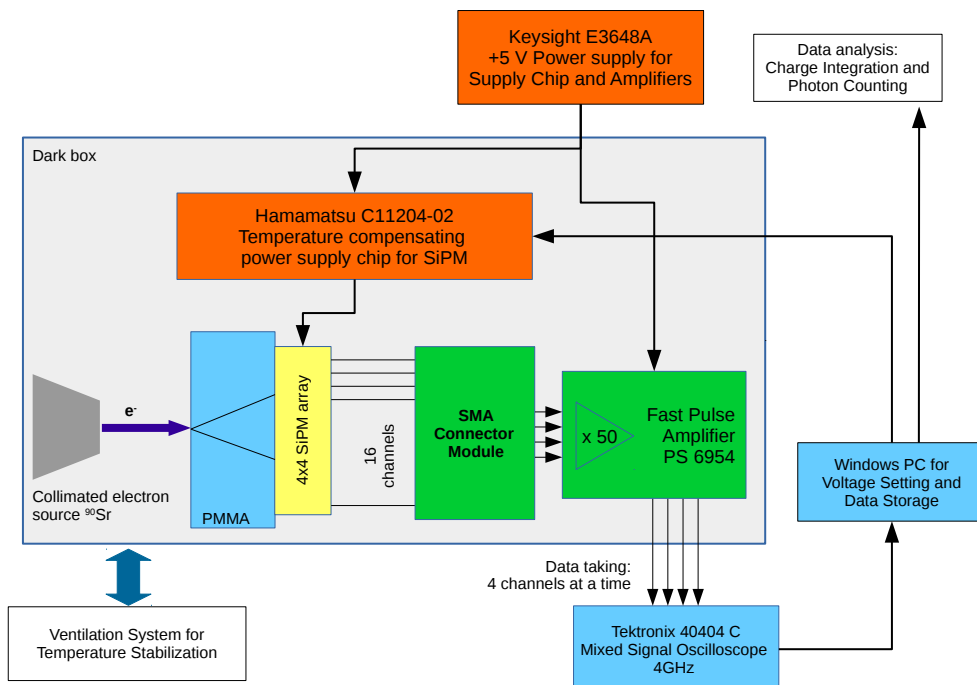 Keysight E3648A
+5 V Power supply for
Supply Chip and Amplifiers
Data analysis:
Charge Integration and
Photon Counting
Dark box
Hamamatsu C11204-02
Temperature compensating
power supply chip for SiPM
e-
Collimated electron
source ⁹⁰Sr
PMMA
4x4 SiPM array
16
channels
SMA
Connector
Module
x 50
Fast Pulse
Amplifier
PS 6954
Windows PC for
Voltage Setting and
Data Storage
Data taking:
4 channels at a time
Ventilation System for
Temperature Stabilization
Tektronix 40404 C
Mixed Signal Oscilloscope
4GHz